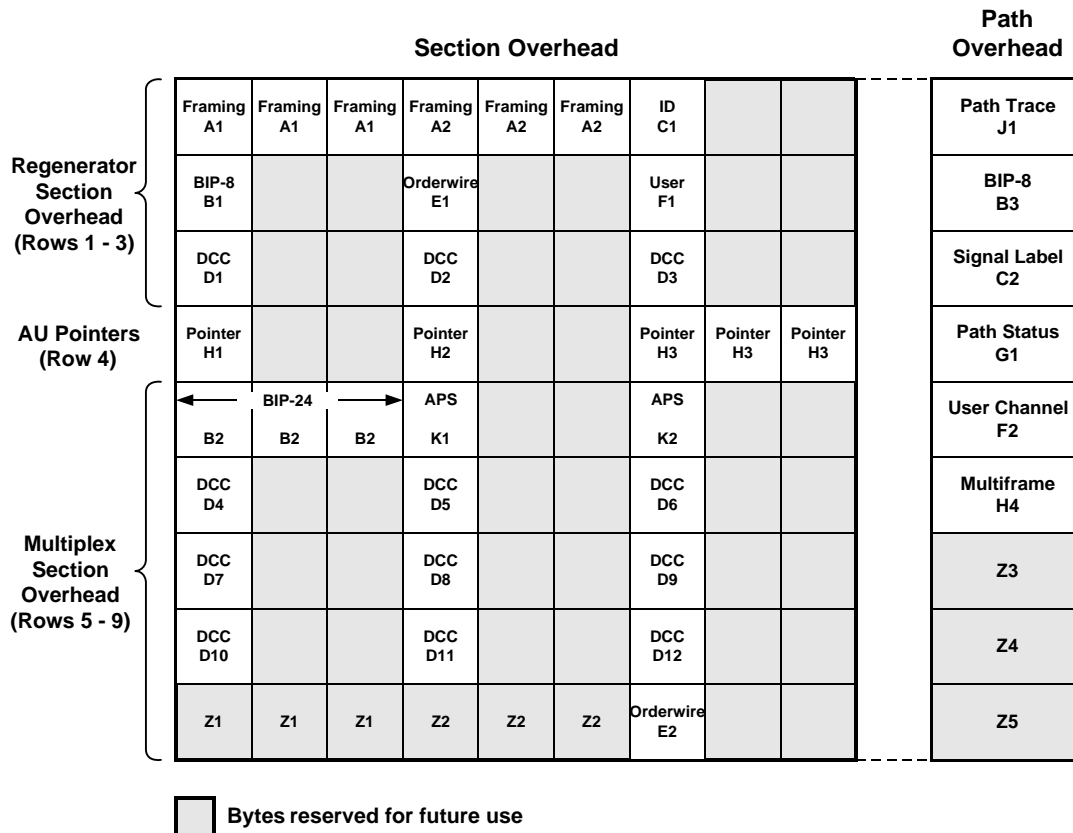 Section Overhead
Path
Overhead
Regenerator
Section
Overhead
(Rows 1 - 3)
Framing
A1
Framing
A1
Framing
A1
Framing
A2
Framing
A2
Framing
A2
ID
C1
Path Trace
J1
BIP-8
B1
Orderwire
E1
User
F1
BIP-8
B3
DCC
D1
DCC
D2
DCC
D3
Signal Label
C2
AU Pointers
(Row 4)
Pointer
H1
Pointer
H2
Pointer
H3
Pointer
H3
Pointer
H3
Path Status
G1
Multiplex
Section
Overhead
(Rows 5 - 9)
BIP-24
B2
B2
B2
APS
K1
APS
K2
User Channel
F2
DCC
D4
DCC
D5
DCC
D6
Multiframe
H4
DCC
D7
DCC
D8
DCC
D9
Z3
DCC
D10
DCC
D11
DCC
D12
Z4
Z1
Z1
Z1
Z2
Z2
Z2
Orderwire
E2
Z5
Bytes reserved for future use